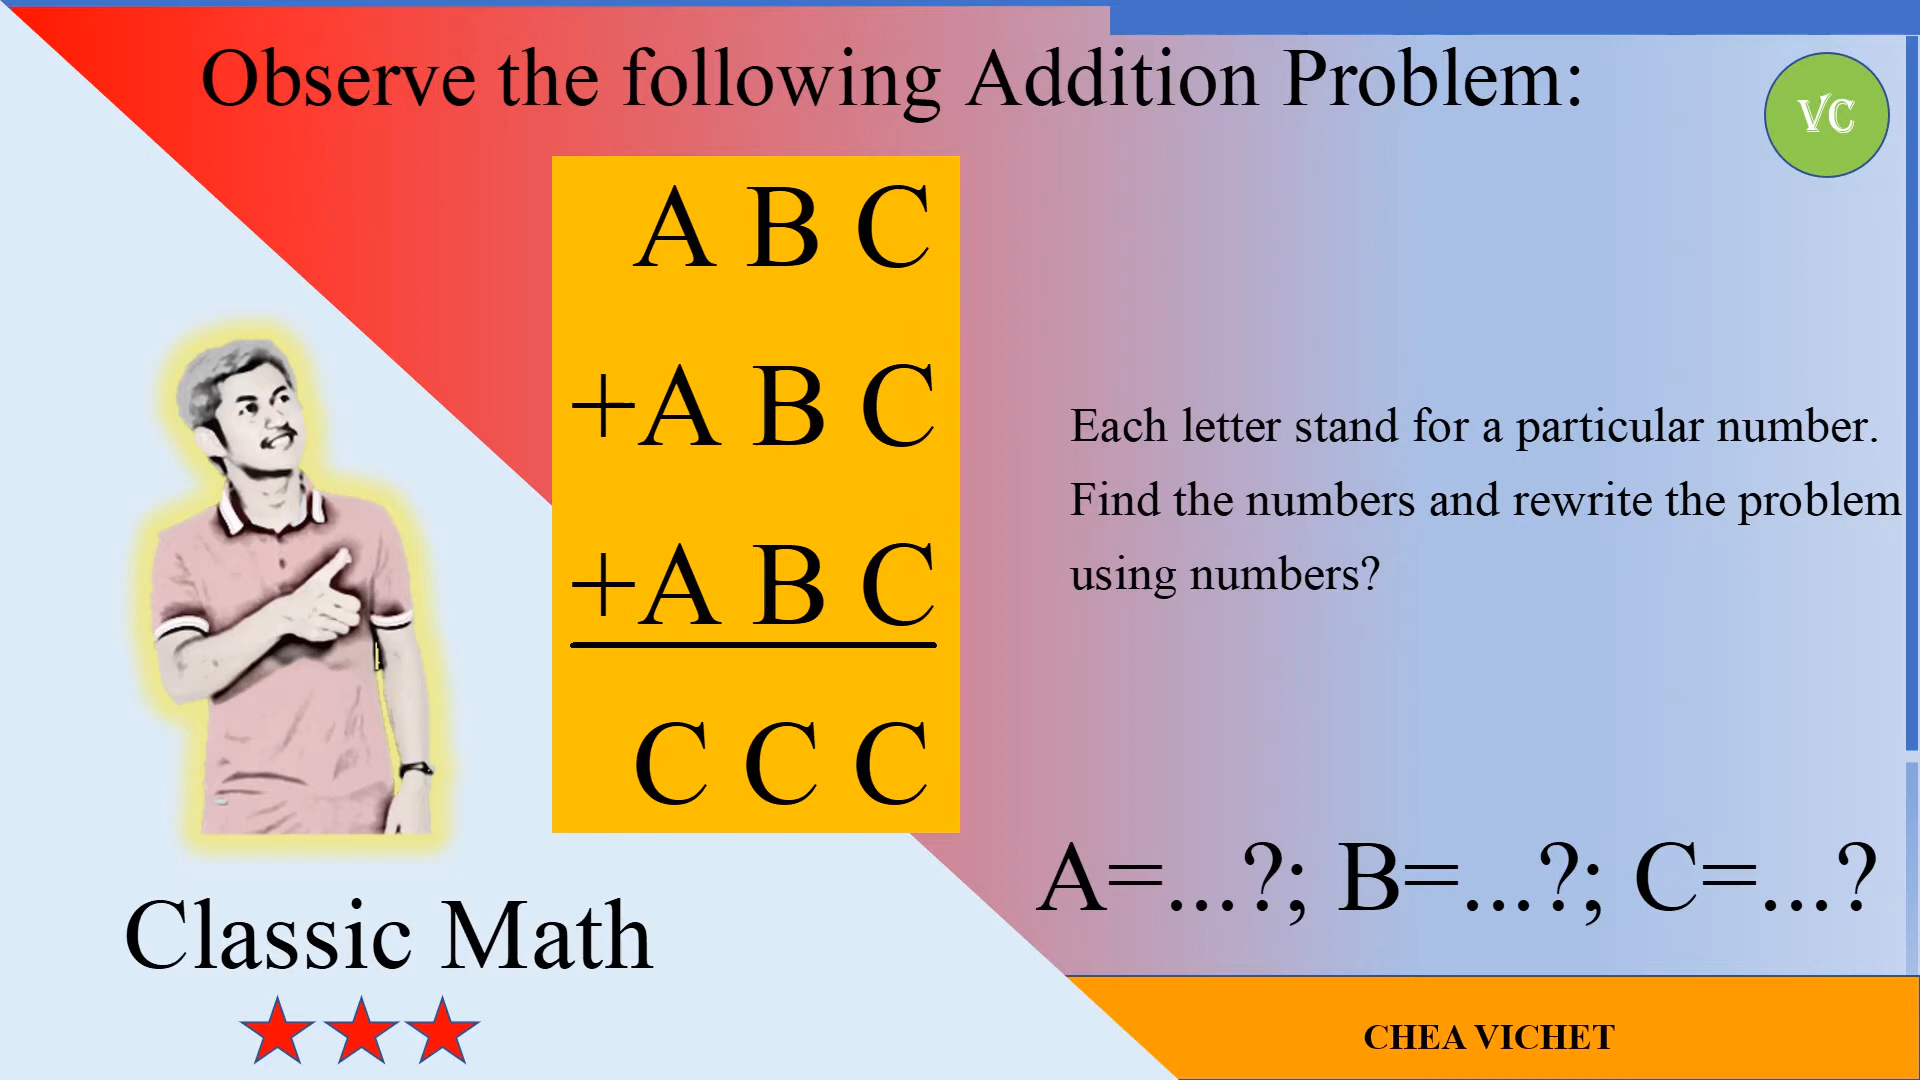 Observe the following Addition Problem:
VC
A B C
+A B C
+A B C
C C C
Each letter stand for a particular number.
Find the numbers and rewrite the problem
using numbers?
A=...?; B=...?; C=...?
Classic Math
CHEA VICHET